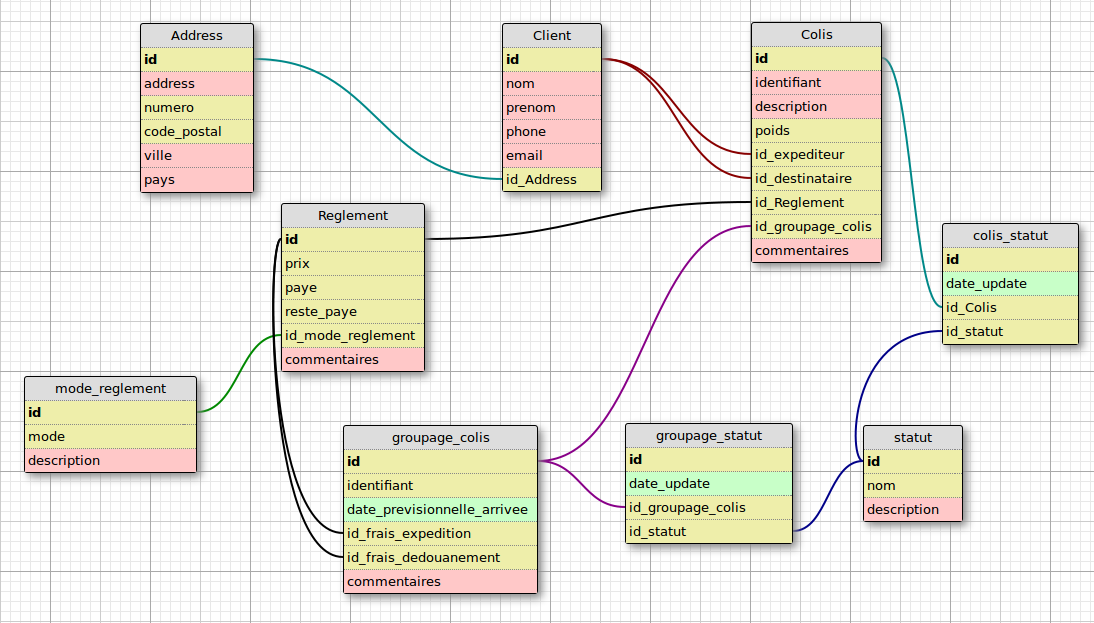 Address
id
address
numero
code_postal
ville
pays
Client
id
nom
prenom
phone
email
id_Address
Colis
id
identifiant
description
poids
id_expediteur
id_destinataire
id_Reglement
id_groupage_colis
commentaires
Reglement
id
prix
paye
reste_paye
id_mode_reglement
commentaires
colis_statut
id
date_update
id_Colis
id_statut
mode_reglement
id
mode
description
groupage_colis
id
identifiant
date_previsionnelle_arrivee
id_frais_expedition
id_frais_dedouanement
commentaires
groupage_statut
id
date_update
id_groupage_colis
id_statut
statut
id
nom
description